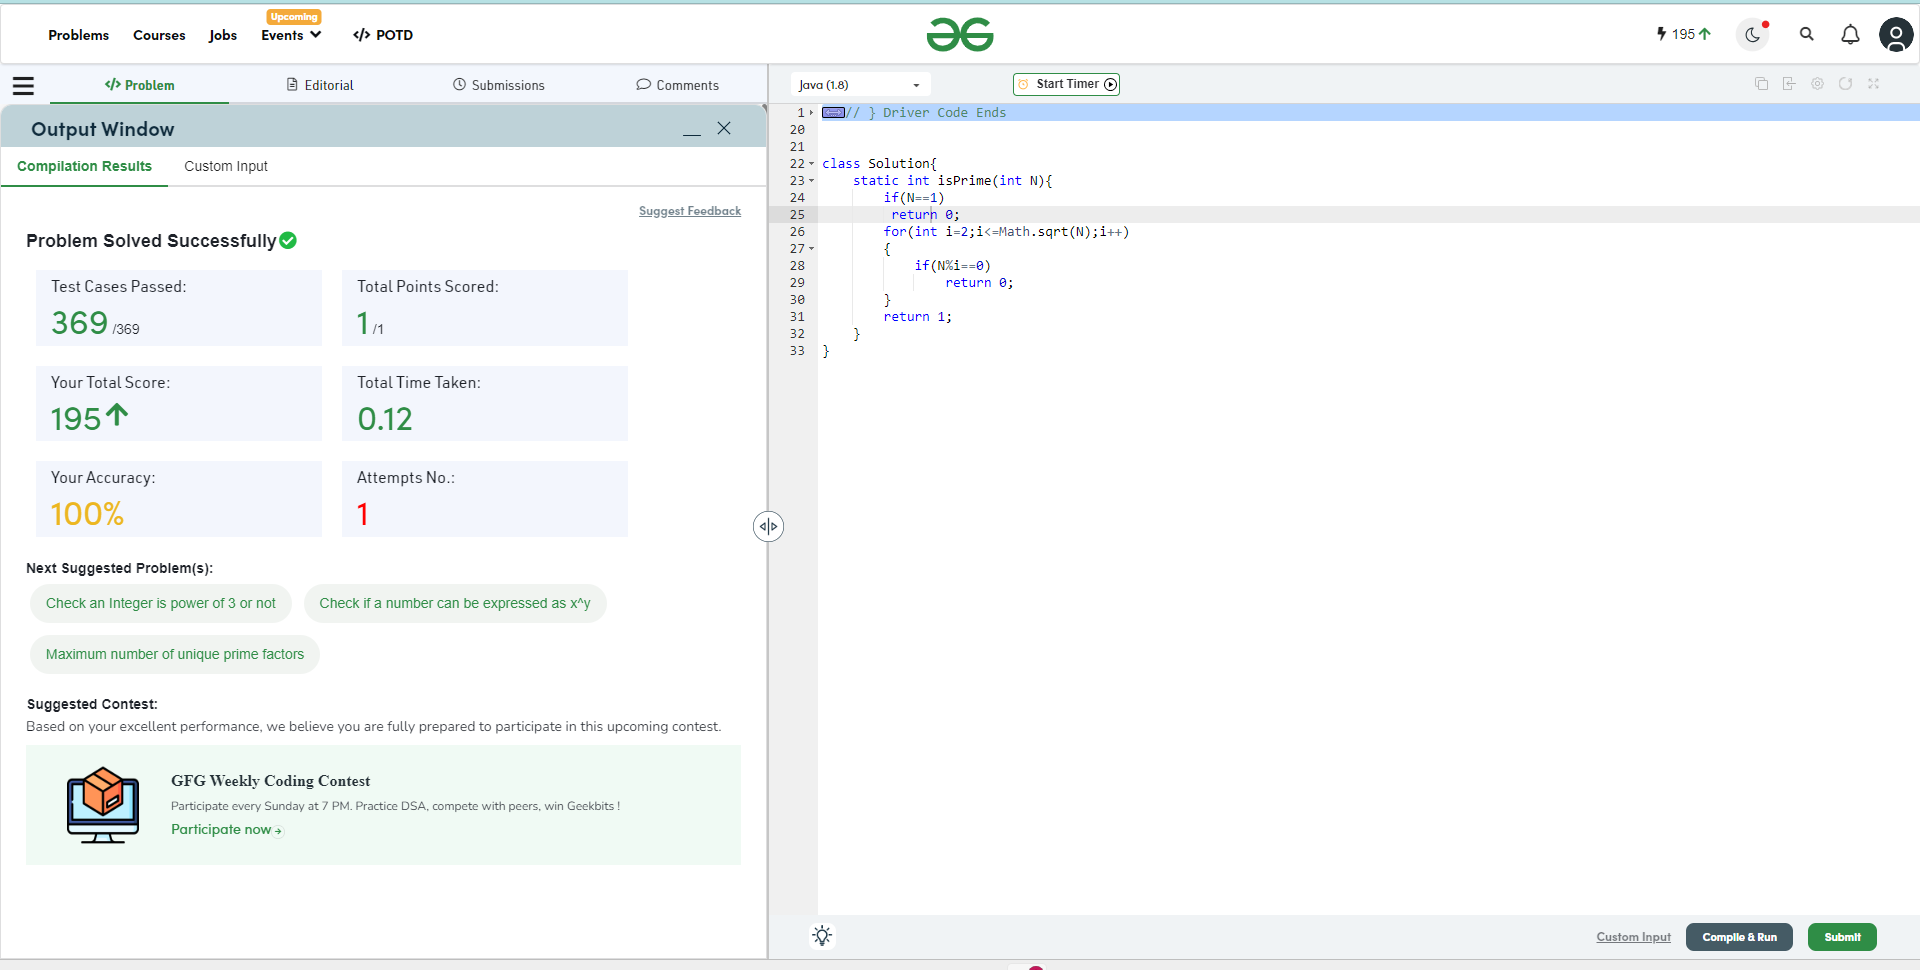 Upcoming
Problems Courses Jobs Events </> POTD
195
</> Problem Editorial Submissions Comments
Output Window
Compilation Results Custom Input
Suggest Feedback
Problem Solved Successfully
Test Cases Passed:
369 /369
Total Points Scored:
1 /1
Your Total Score:
195
Total Time Taken:
0.12
Your Accuracy:
100%
Attempts No.:
1
Next Suggested Problem(s):
Check an Integer is power of 3 or not
Check if a number can be expressed as x^y
Maximum number of unique prime factors
Suggested Contest:
Based on your excellent performance, we believe you are fully prepared to participate in this upcoming contest.
GFG Weekly Coding Contest
Participate every Sunday at 7 PM. Practice DSA, compete with peers, win Geekbits !
Participate now
Java (1.8) Start Timer
1 // } Driver Code Ends
20
21
22 class Solution{
23 static int isPrime(int N){
24 if(N==1)
25 return 0;
26 for(int i=2;i<=Math.sqrt(N);i++)
27 {
28 if(N%i==0)
29 return 0;
30 }
31 return 1;
32 }
33 }
Custom Input Compile & Run Submit